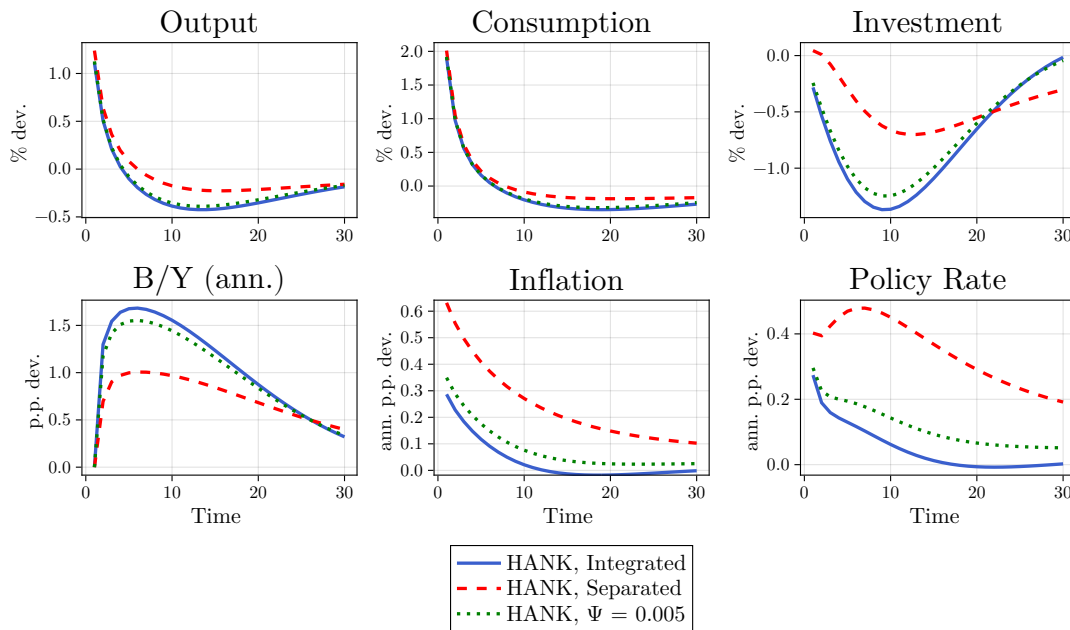 Output
Consumption
Investment
% dev.
1.0
0.5
0.0
−0.5
0
10
20
30
% dev.
2.0
1.5
1.0
0.5
0.0
0
10
20
30
% dev.
0.0
−0.5
−1.0
0
10
20
30
B/Y (ann.)
Inflation
Policy Rate
p.p. dev.
1.5
1.0
0.5
0.0
0
10
20
30
Time
ann. p.p. dev.
0.6
0.5
0.4
0.3
0.2
0.1
0.0
0
10
20
30
Time
ann. p.p. dev.
0.4
0.2
0.0
0
10
20
30
Time
HANK, Integrated
HANK, Separated
HANK, Ψ = 0.005